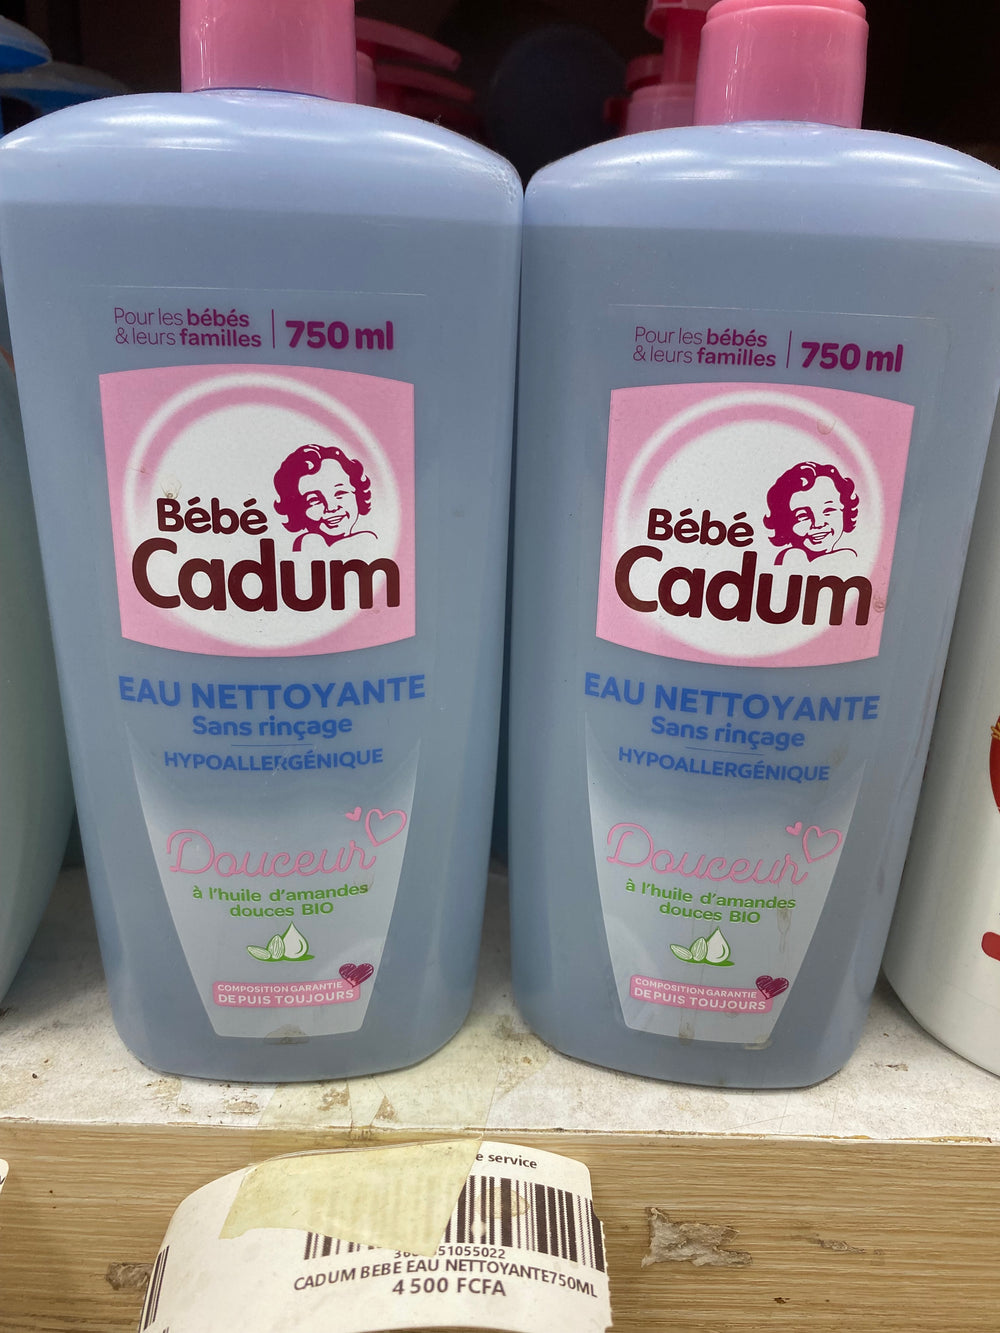 Pour les bébés
& leurs familles
750 ml
Bébé
Cadum
EAU NETTOYANTE
Sans rinçage
HYPOALLERGÉNIQUE
Douceur
à l'huile d'amandes
douces BIO
COMPOSITION GARANTIE
DEPUIS TOUJOURS
Pour les bébés
& leurs familles
750 ml
Bébé
Cadum
EAU NETTOYANTE
Sans rinçage
HYPOALLERGÉNIQUE
Douceur
à l'huile d'amandes
douces BIO
COMPOSITION GARANTIE
DEPUIS TOUJOURS
service
51055022
CADUM BEBE EAU NETTOYANTE750ML
4 500 FCFA